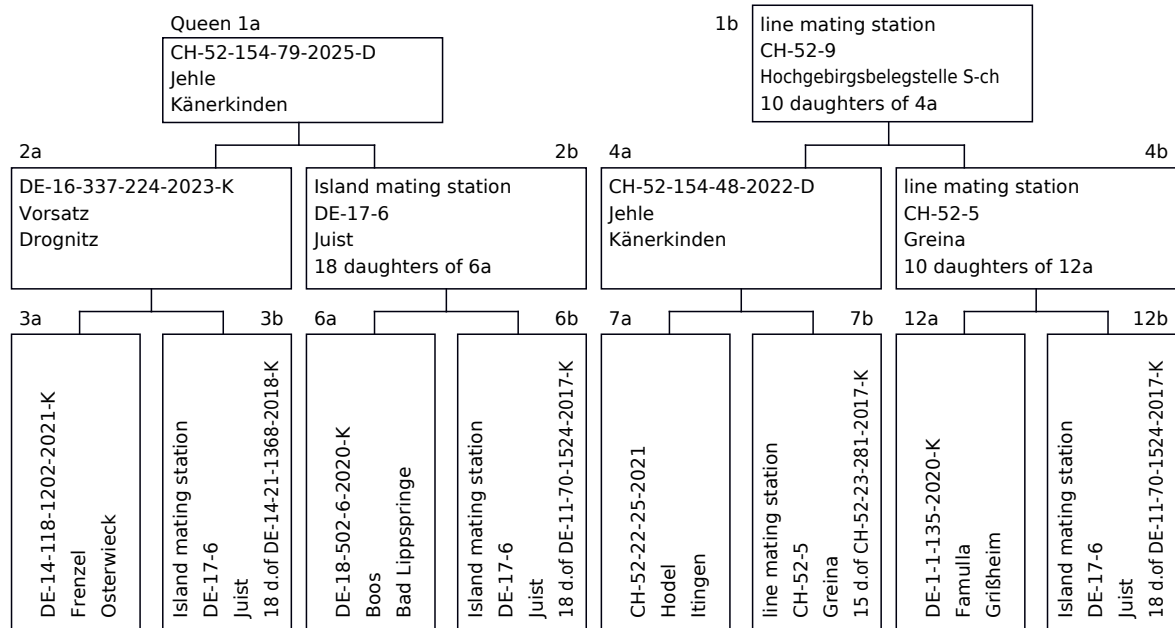 Queen 1a
CH-52-154-79-2025-D
Jehle
Känerkinden
1b
line mating station
CH-52-9
Hochgebirgsbelegstelle S-ch
10 daughters of 4a
2a
DE-16-337-224-2023-K
Vorsatz
Drognitz
2b
Island mating station
DE-17-6
Juist
18 daughters of 6a
4a
CH-52-154-48-2022-D
Jehle
Känerkinden
4b
line mating station
CH-52-5
Greina
10 daughters of 12a
3a
DE-14-118-1202-2021-K
Frenzel
Osterwieck
3b
Island mating station
DE-17-6
Juist
18 d.of DE-14-21-1368-2018-K
6a
DE-18-502-6-2020-K
Boos
Bad Lippspringe
6b
Island mating station
DE-17-6
Juist
18 d.of DE-11-70-1524-2017-K
7a
CH-52-22-25-2021
Hodel
Itingen
7b
line mating station
CH-52-5
Greina
15 d.of CH-52-23-281-2017-K
12a
DE-1-1-135-2020-K
Famulla
Grißheim
12b
Island mating station
DE-17-6
Juist
18 d.of DE-11-70-1524-2017-K